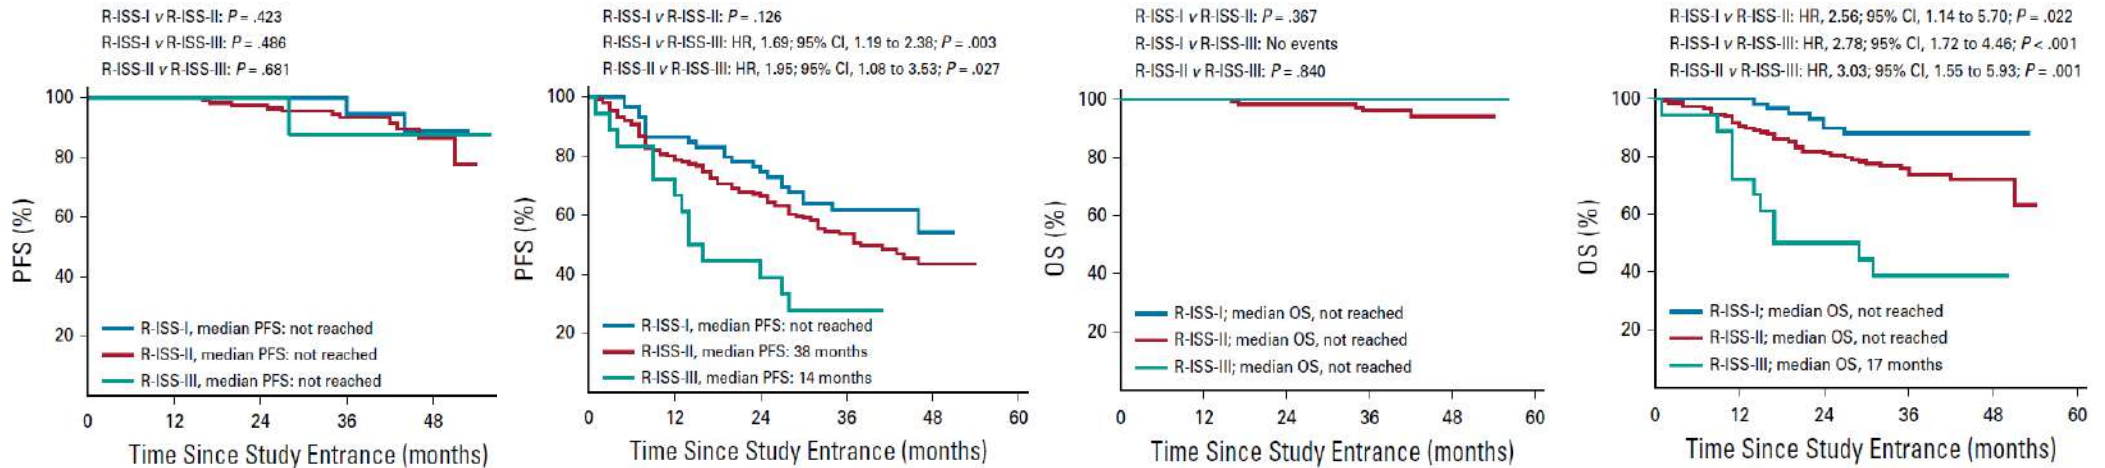 R-ISS-I v R-ISS-II: P = .423
R-ISS-I v R-ISS-III: P = .486
R-ISS-II v R-ISS-III: P = .681
100
80
60
40
20
PFS (%)
R-ISS-I, median PFS: not reached
R-ISS-II, median PFS: not reached
R-ISS-III, median PFS: not reached
0 12 24 36 48
Time Since Study Entrance (months)
R-ISS-I v R-ISS-II: P = .126
R-ISS-I v R-ISS-III: HR, 1.69; 95% CI, 1.19 to 2.38; P = .003
R-ISS-II v R-ISS-III: HR, 1.95; 95% CI, 1.08 to 3.53; P = .027
100
80
60
40
20
PFS (%)
R-ISS-I, median PFS: not reached
R-ISS-II, median PFS: 38 months
R-ISS-III, median PFS: 14 months
0 12 24 36 48 60
Time Since Study Entrance (months)
R-ISS-I v R-ISS-II: P = .367
R-ISS-I v R-ISS-III: No events
R-ISS-II v R-ISS-III: P = .840
100
80
60
40
20
OS (%)
R-ISS-I; median OS, not reached
R-ISS-II; median OS, not reached
R-ISS-III; median OS, not reached
0 12 24 36 48 60
Time Since Study Entrance (months)
R-ISS-I v R-ISS-II: HR, 2.56; 95% CI, 1.14 to 5.70; P = .022
R-ISS-I v R-ISS-III: HR, 2.78; 95% CI, 1.72 to 4.46; P < .001
R-ISS-II v R-ISS-III: HR, 3.03; 95% CI, 1.55 to 5.93; P = .001
100
80
60
40
20
OS (%)
R-ISS-I; median OS, not reached
R-ISS-II; median OS, not reached
R-ISS-III; median OS, 17 months
0 12 24 36 48 60
Time Since Study Entrance (months)